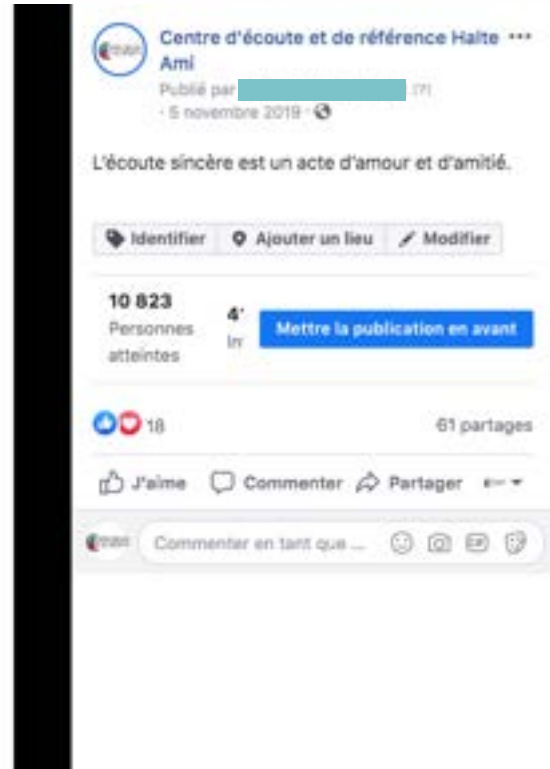 Centre d'écoute et de référence Halte
Ami
Publié par
· 5 novembre 2019 ·
L'écoute sincère est un acte d'amour et d'amitié.
Identifier Ajouter un lieu Modifier
10 823
Personnes
atteintes
4'
Mettre la publication en avant
18 61 partages
J'aime Commenter Partager
Commenter en tant que ...